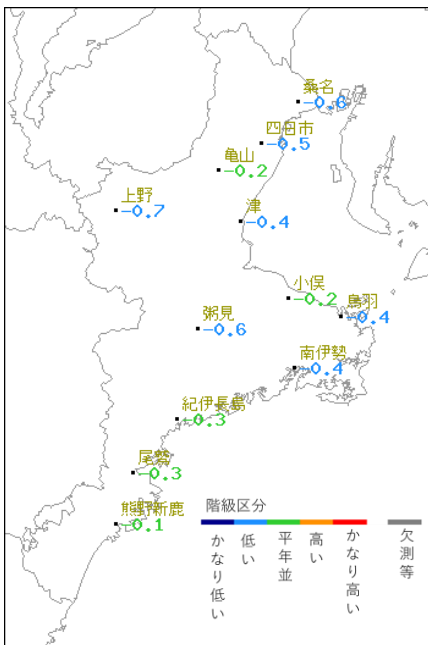 桑名
-0.6
四日市
-0.5
亀山
-0.2
上野
-0.7
津
-0.4
小俣
-0.2
鳥羽
-0.4
粥見
-0.6
南伊勢
-0.4
紀伊長島
-0.3
尾鷲
-0.3
熊野新鹿
-0.1
階級区分
かなり低い
低い
平年並
高い
かなり高い
欠測等